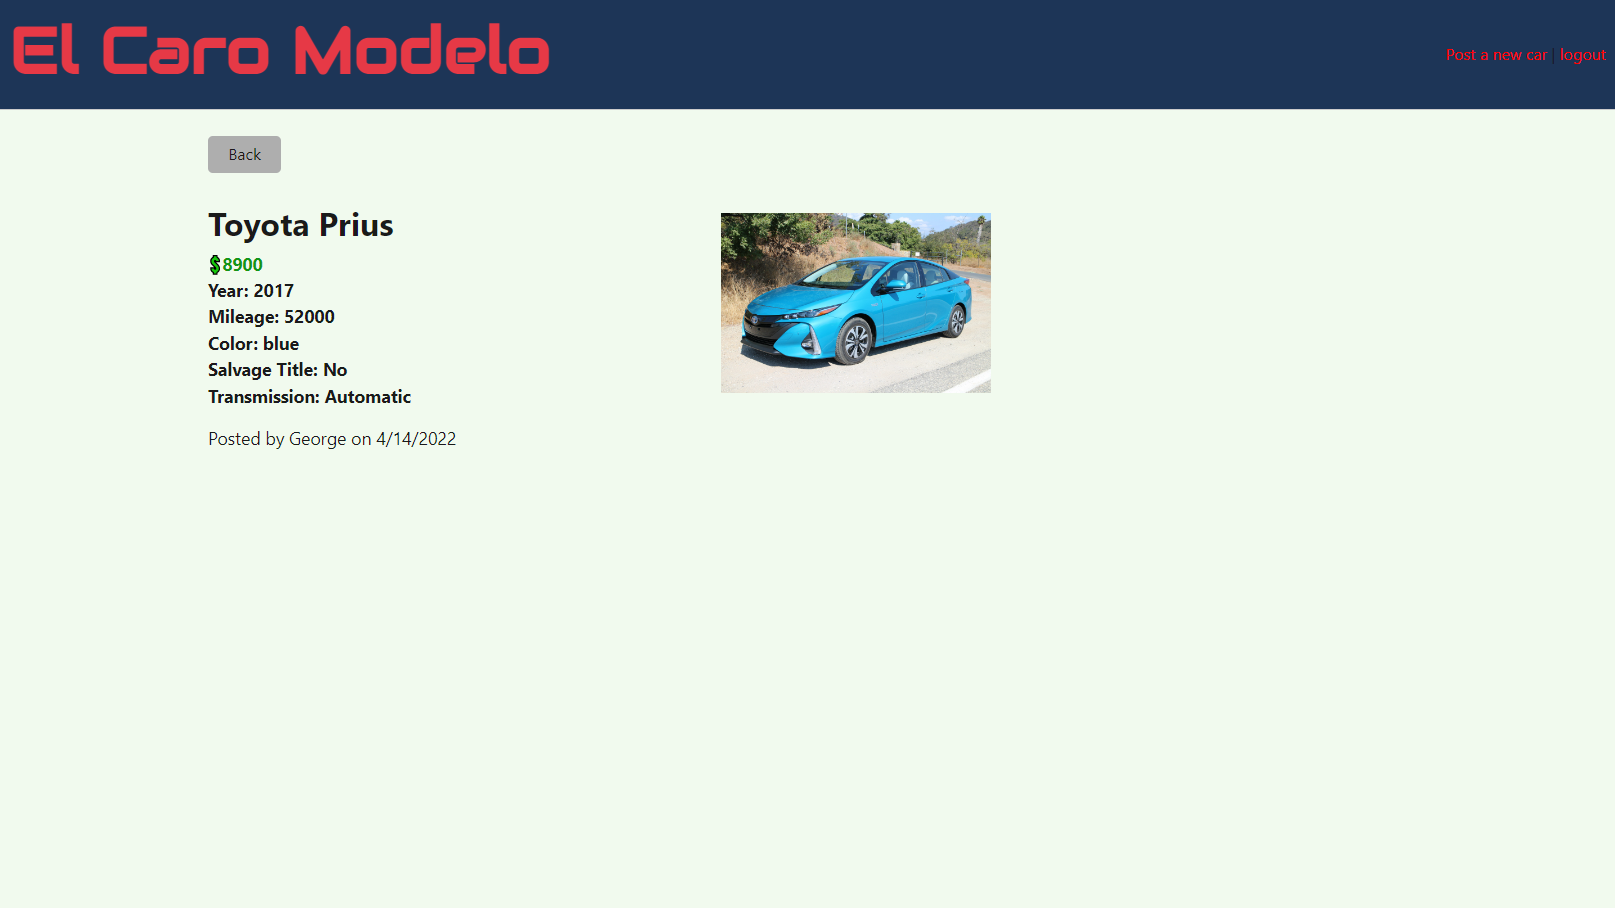 El Caro Modelo
Post a new car | logout
Back
Toyota Prius
$8900
Year: 2017
Mileage: 52000
Color: blue
Salvage Title: No
Transmission: Automatic
Posted by George on 4/14/2022